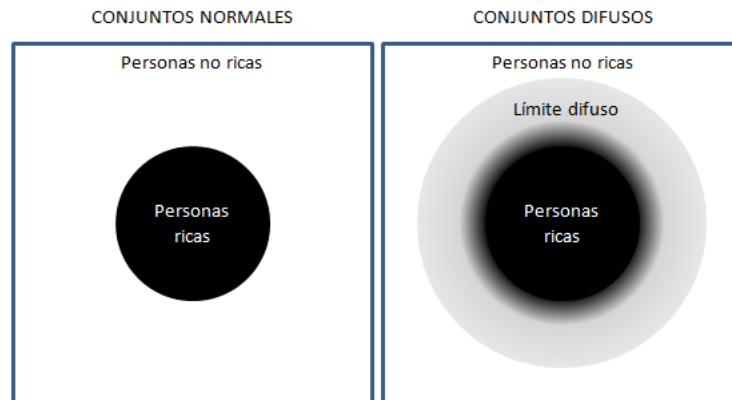 CONJUNTOS NORMALES
Personas no ricas
Personas
ricas
CONJUNTOS DIFUSOS
Personas no ricas
Límite difuso
Personas
ricas